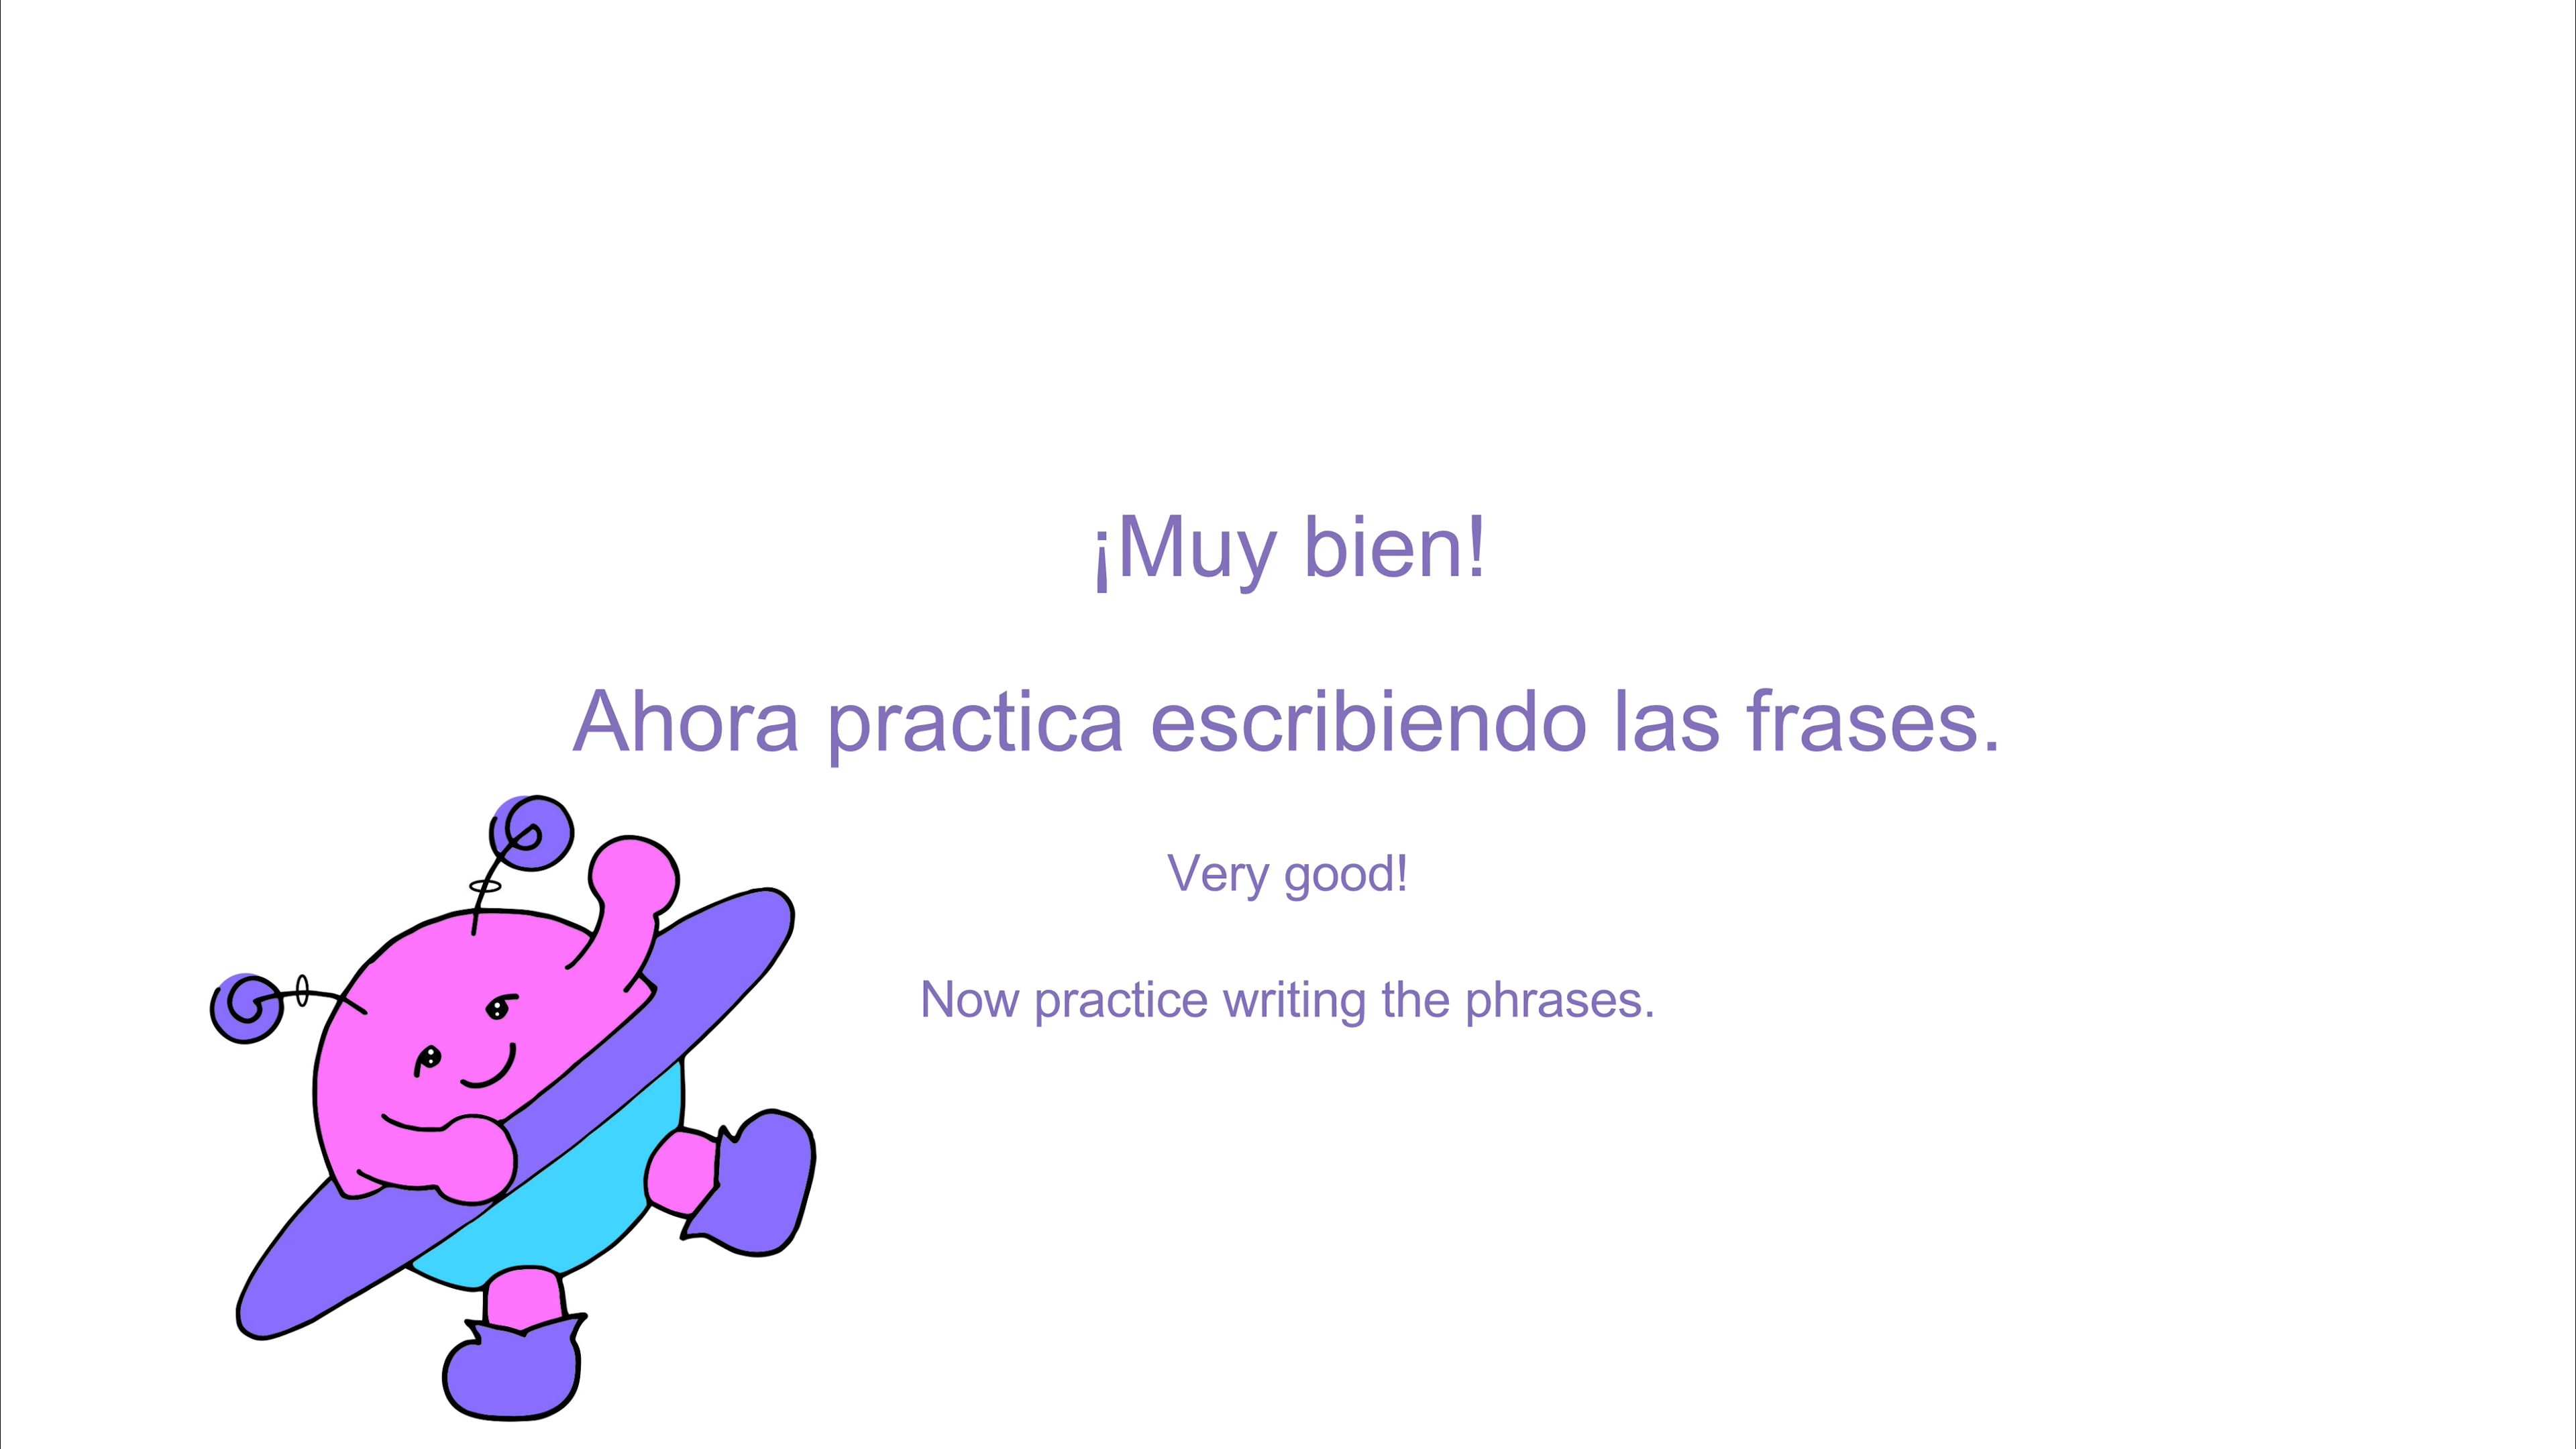 ¡Muy bien!
Ahora practica escribiendo las frases.
Very good!
Now practice writing the phrases.